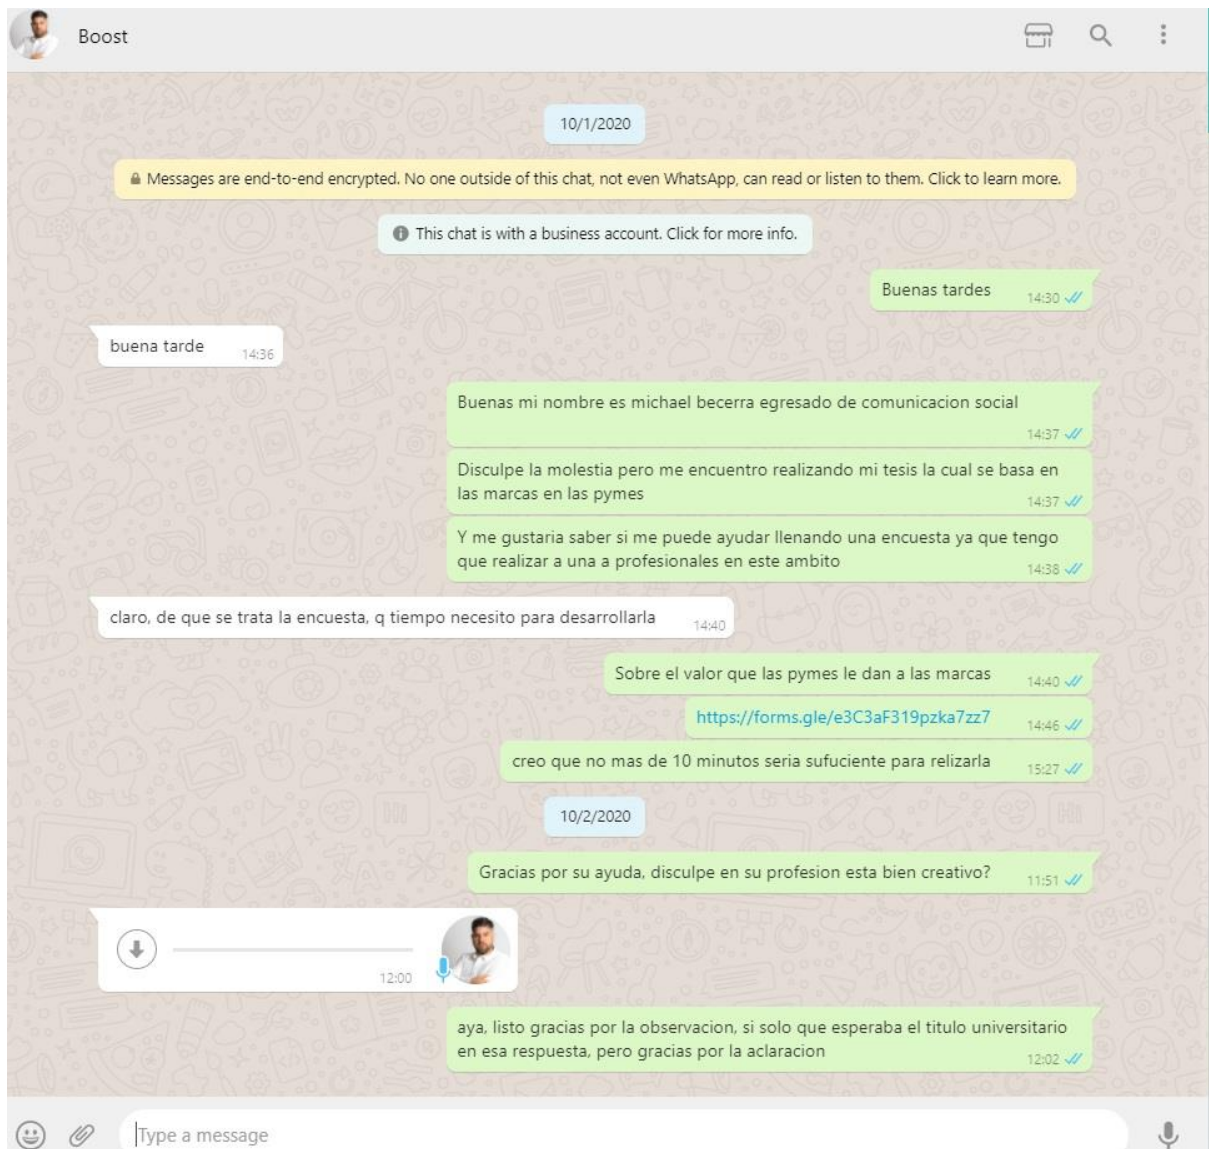 Boost
10/1/2020
Messages are end-to-end encrypted. No one outside of this chat, not even WhatsApp, can read or listen to them. Click to learn more.
This chat is with a business account. Click for more info.
Buenas tardes 14:30
buena tarde 14:36
Buenas mi nombre es michael becerra egresado de comunicacion social
14:37
Disculpe la molestia pero me encuentro realizando mi tesis la cual se basa en
las marcas en las pymes 14:37
Y me gustaria saber si me puede ayudar llenando una encuesta ya que tengo
que realizar a una a profesionales en este ambito 14:38
claro, de que se trata la encuesta, q tiempo necesito para desarrollarla 14:40
Sobre el valor que las pymes le dan a las marcas 14:40
https://forms.gle/e3C3aF319pzka7zz7 14:46
creo que no mas de 10 minutos seria sufuciente para relizarla 15:27
10/2/2020
Gracias por su ayuda, disculpe en su profesion esta bien creativo? 11:51
12:00
aya, listo gracias por la observacion, si solo que esperaba el titulo universitario
en esa respuesta, pero gracias por la aclaracion 12:02
Type a message